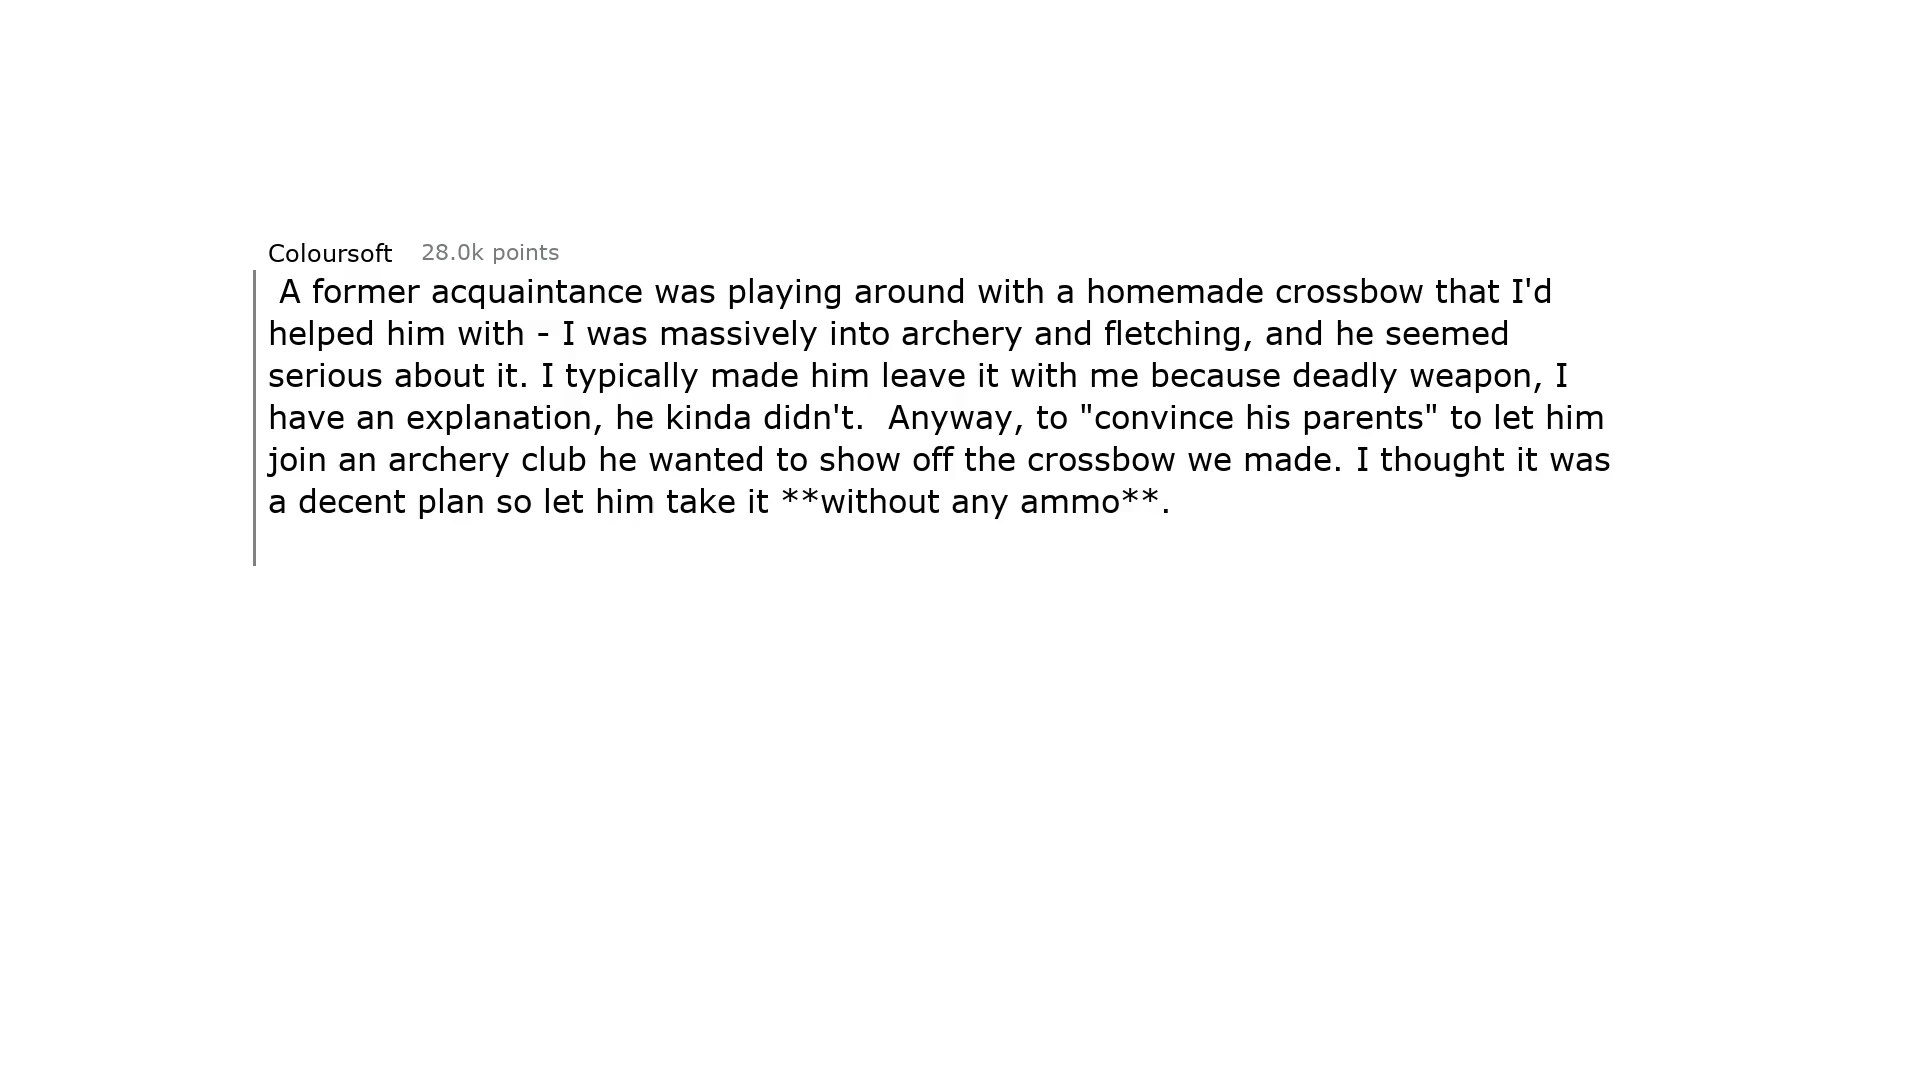 Coloursoft 28.0k points
A former acquaintance was playing around with a homemade crossbow that I'd
helped him with - I was massively into archery and fletching, and he seemed
serious about it. I typically made him leave it with me because deadly weapon, I
have an explanation, he kinda didn't.  Anyway, to "convince his parents" to let him
join an archery club he wanted to show off the crossbow we made. I thought it was
a decent plan so let him take it **without any ammo**.